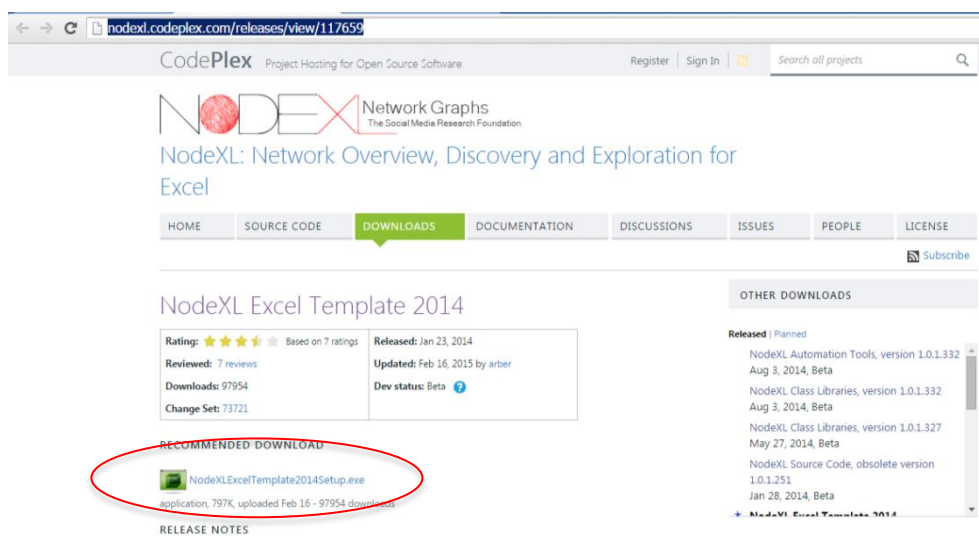 nodexl.codeplex.com/releases/view/117659
CodePlex Project Hosting for Open Source Software
Register | Sign In
Search all projects
NODEXL
Network Graphs
The Social Media Research Foundation
NodeXL: Network Overview, Discovery and Exploration for
Excel
HOME SOURCE CODE DOWNLOADS DOCUMENTATION DISCUSSIONS ISSUES PEOPLE LICENSE
Subscribe
NodeXL Excel Template 2014
Rating: Based on 7 ratings
Reviewed: 7 reviews
Downloads: 97954
Change Set: 73721
Released: Jan 23, 2014
Updated: Feb 16, 2015 by arber
Dev status: Beta ?
RECOMMENDED DOWNLOAD
NodeXLExcelTemplate2014Setup.exe
application, 797K, uploaded Feb 16 - 97954 downloads
RELEASE NOTES
OTHER DOWNLOADS
Released | Planned
NodeXL Automation Tools, version 1.0.1.332
Aug 3, 2014, Beta
NodeXL Class Libraries, version 1.0.1.332
Aug 3, 2014, Beta
NodeXL Class Libraries, version 1.0.1.327
May 27, 2014, Beta
NodeXL Source Code, obsolete version
1.0.1.251
Jan 28, 2014, Beta
NodeXL Excel Template 2014